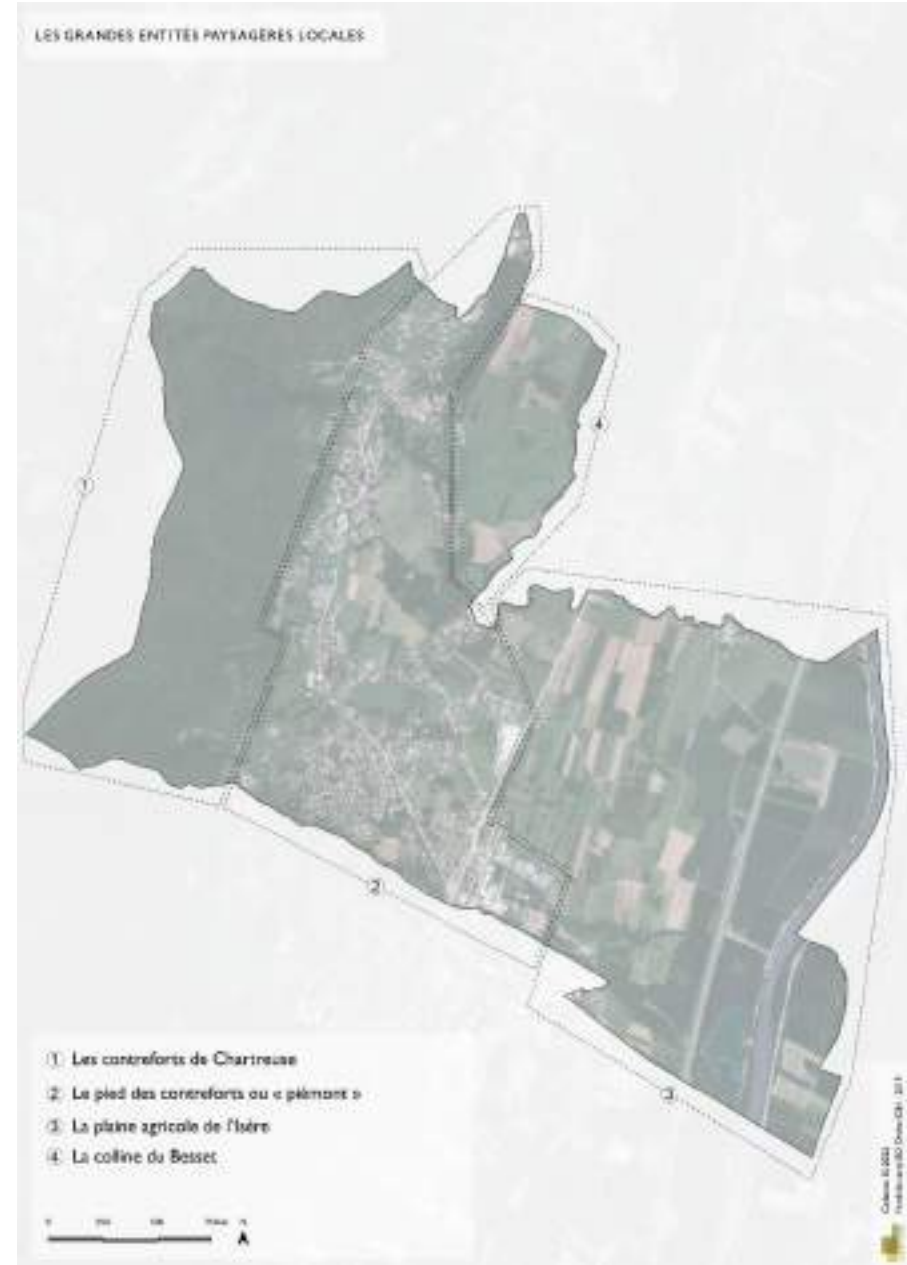 LES GRANDES ENTITÉS PAYSAGÈRES LOCALES
1
4
2
3
① Les contreforts de Chartreuse
② Le pied des contreforts ou « piémont »
③ La plaine agricole de l'Isère
④ La colline du Besset
0
N